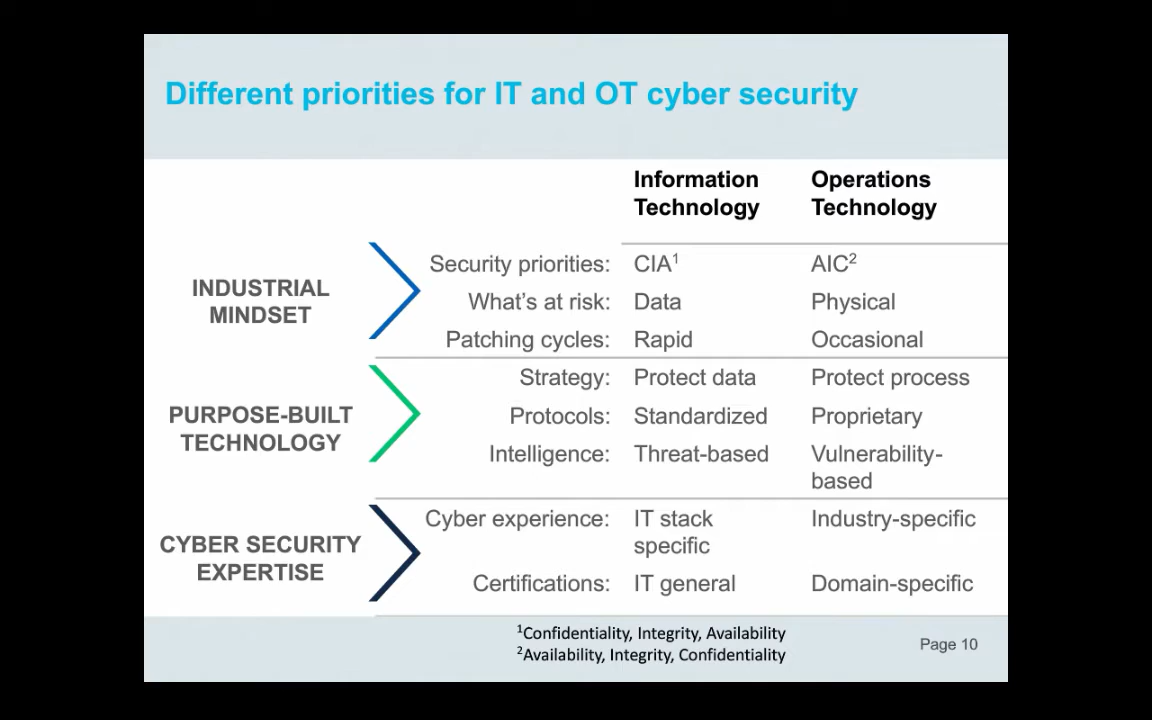 Different priorities for IT and OT cyber security
Information Technology
Operations Technology
INDUSTRIAL MINDSET
Security priorities: CIA¹ AIC²
What's at risk: Data Physical
Patching cycles: Rapid Occasional
PURPOSE-BUILT TECHNOLOGY
Strategy: Protect data Protect process
Protocols: Standardized Proprietary
Intelligence: Threat-based Vulnerability-based
CYBER SECURITY EXPERTISE
Cyber experience: IT stack specific Industry-specific
Certifications: IT general Domain-specific
¹Confidentiality, Integrity, Availability
²Availability, Integrity, Confidentiality
Page 10